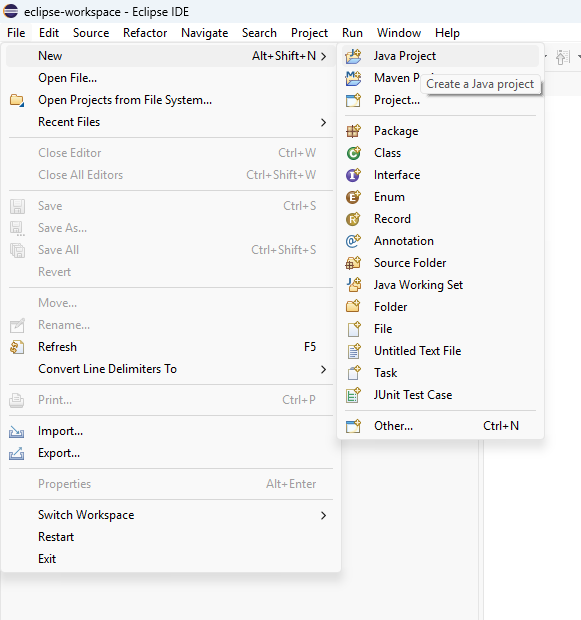 eclipse-workspace - Eclipse IDE
File Edit Source Refactor Navigate Search Project Run Window Help
New Alt+Shift+N
Open File...
Open Projects from File System...
Recent Files
Close Editor Ctrl+W
Close All Editors Ctrl+Shift+W
Save Ctrl+S
Save As...
Save All Ctrl+Shift+S
Revert
Move...
Rename...
Refresh F5
Convert Line Delimiters To
Print... Ctrl+P
Import...
Export...
Properties Alt+Enter
Switch Workspace
Restart
Exit
Java Project
Maven
Create a Java project
Project...
Package
Class
Interface
Enum
Record
Annotation
Source Folder
Java Working Set
Folder
File
Untitled Text File
Task
JUnit Test Case
Other... Ctrl+N